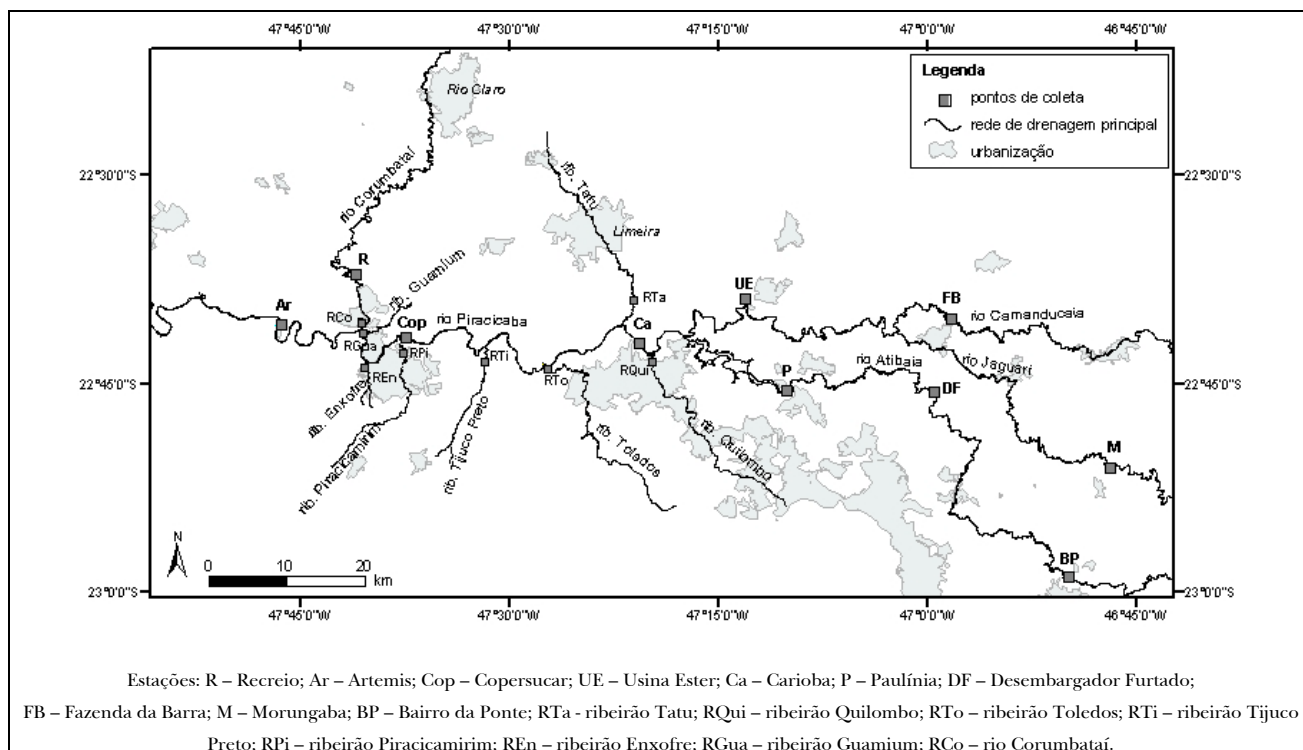 47°45'0"W 47°30'0"W 47°15'0"W 47°0'0"W 46°45'0"W
Legenda
pontos de coleta
rede de drenagem principal
urbanização
Rio Claro
22°30'0"S
22°30'0"S
rio Corumbataí
rib. Tatu
Limeira
R
rib. Guamium
UE
RTa
FB
Ar
RCo
Cop
rio Piracicaba
Ca
rio Camanducaia
RGua
RPi
RTi
RQui
rio Atibaia
rio Jaguari
22°45'0"S
REn
RTo
P
DF
22°45'0"S
rib. Enxofre
rib. Piracicamirim
rib. Tijuco Preto
rib. Toledos
rib. Quilombo
M
N
BP
0 10 20
km
23°0'0"S
23°0'0"S
47°45'0"W 47°30'0"W 47°15'0"W 47°0'0"W 46°45'0"W
Estações: R – Recreio; Ar – Artemis; Cop – Copersucar; UE – Usina Ester; Ca – Carioba; P – Paulínia; DF – Desembargador Furtado;
FB – Fazenda da Barra; M – Morungaba; BP – Bairro da Ponte; RTa - ribeirão Tatu; RQui – ribeirão Quilombo; RTo – ribeirão Toledos; RTi – ribeirão Tijuco
Preto; RPi – ribeirão Piracicamirim; REn – ribeirão Enxofre; RGua – ribeirão Guamium; RCo – rio Corumbataí.